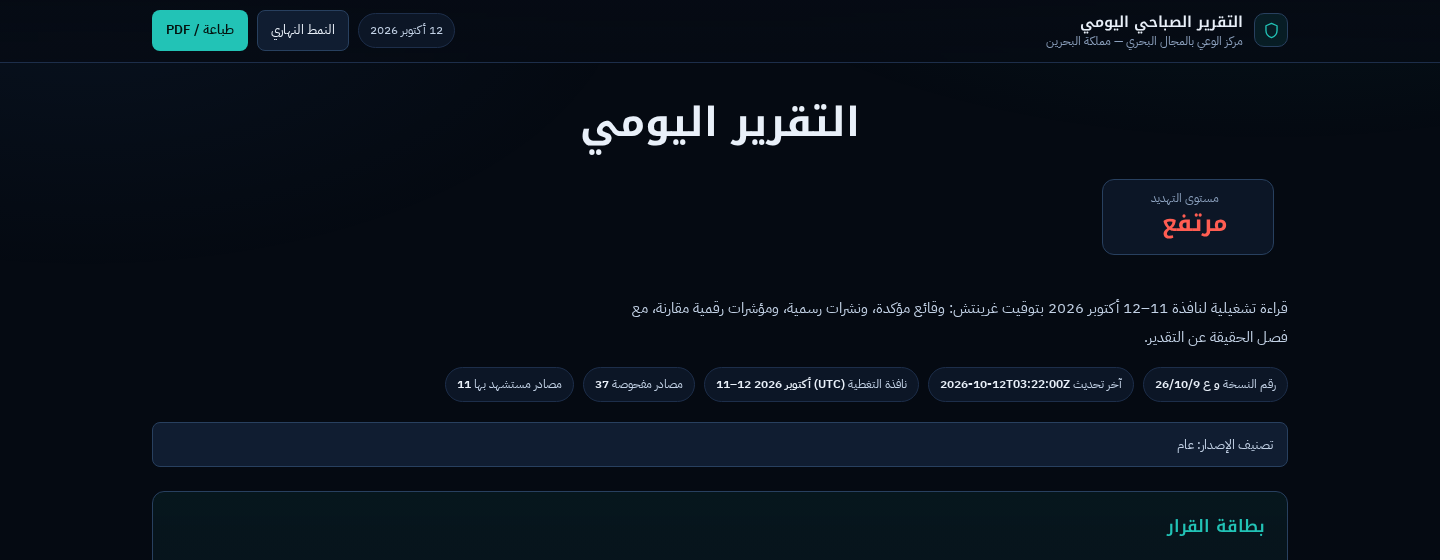 التقرير الصباحي اليومي
مركز الوعي بالمجال البحري — مملكة البحرين
12 أكتوبر 2026
النمط النهاري
طباعة / PDF
التقرير اليومي
مستوى التهديد
مرتفع
قراءة تشغيلية لنافذة 11–12 أكتوبر 2026 بتوقيت غرينتش: وقائع مؤكدة، ونشرات رسمية، ومؤشرات رقمية مقارنة، مع
فصل الحقيقة عن التقدير.
رقم النسخة و ع 26/10/9
آخر تحديث 2026-10-12T03:22:00Z
نافذة التغطية 11–12 أكتوبر 2026 (UTC)
مصادر مفحوصة 37
مصادر مستشهد بها 11
تصنيف الإصدار: عام
بطاقة القرار